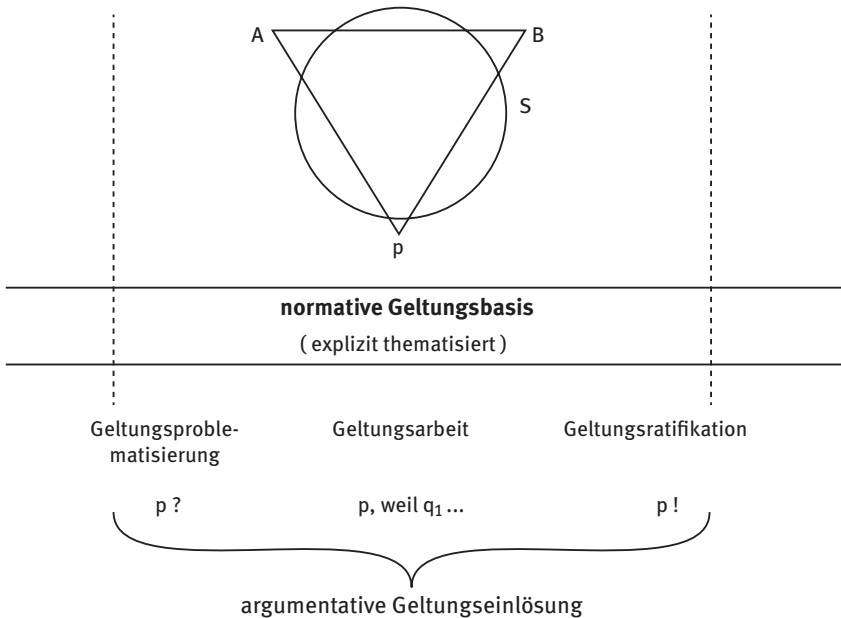 A B
S
p
normative Geltungsbasis
( explizit thematisiert )
Geltungsproble- Geltungsarbeit Geltungsratifikation
matisierung
p ? p, weil q₁ ... p !
argumentative Geltungseinlösung